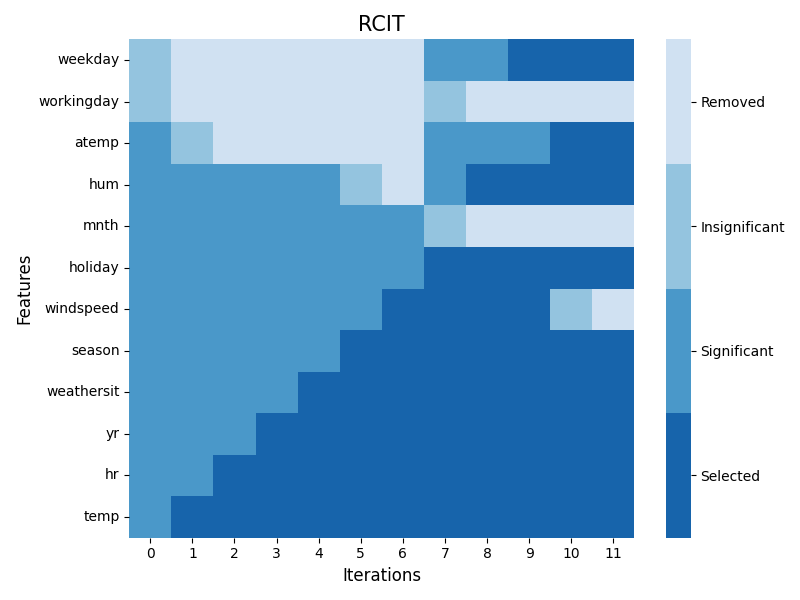 RCIT
Features
weekday
workingday
atemp
hum
mnth
holiday
windspeed
season
weathersit
yr
hr
temp
0 1 2 3 4 5 6 7 8 9 10 11
Iterations
Removed
Insignificant
Significant
Selected